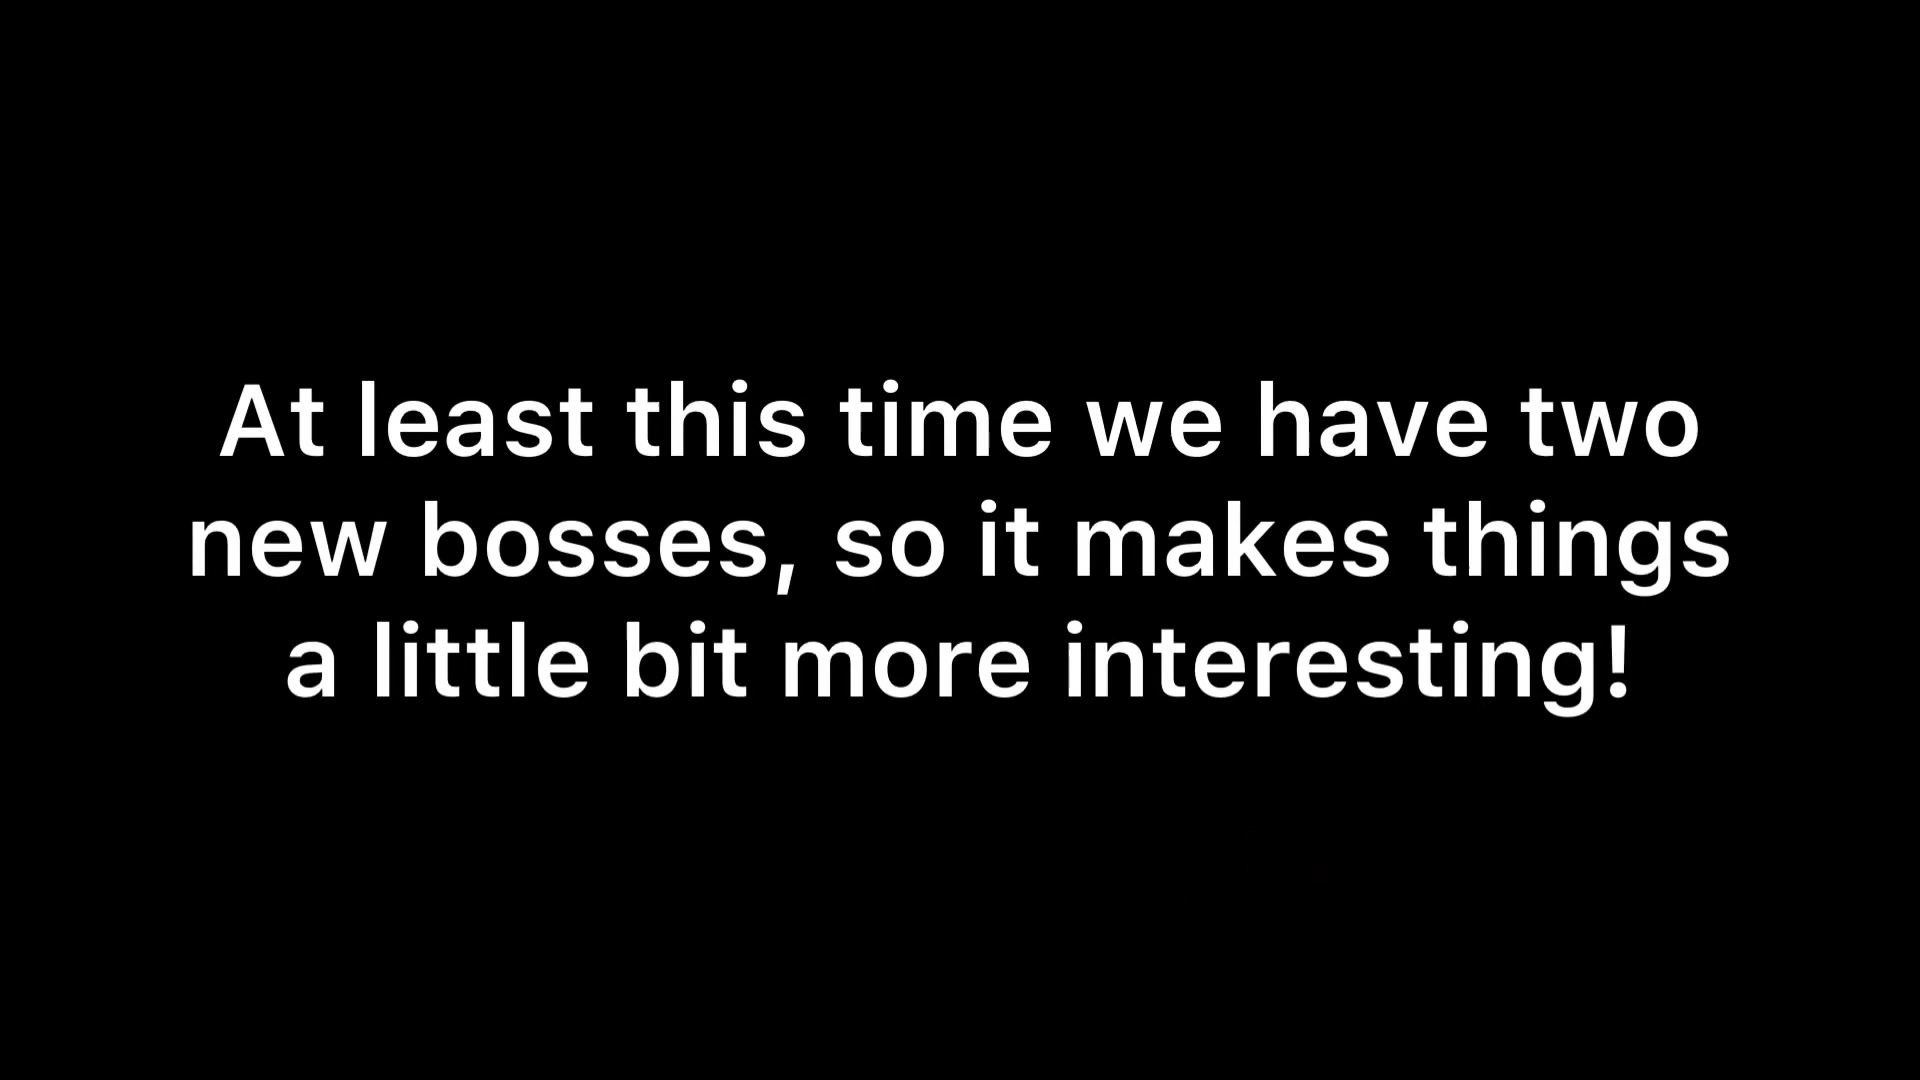 At least this time we have two
new bosses, so it makes things
a little bit more interesting!